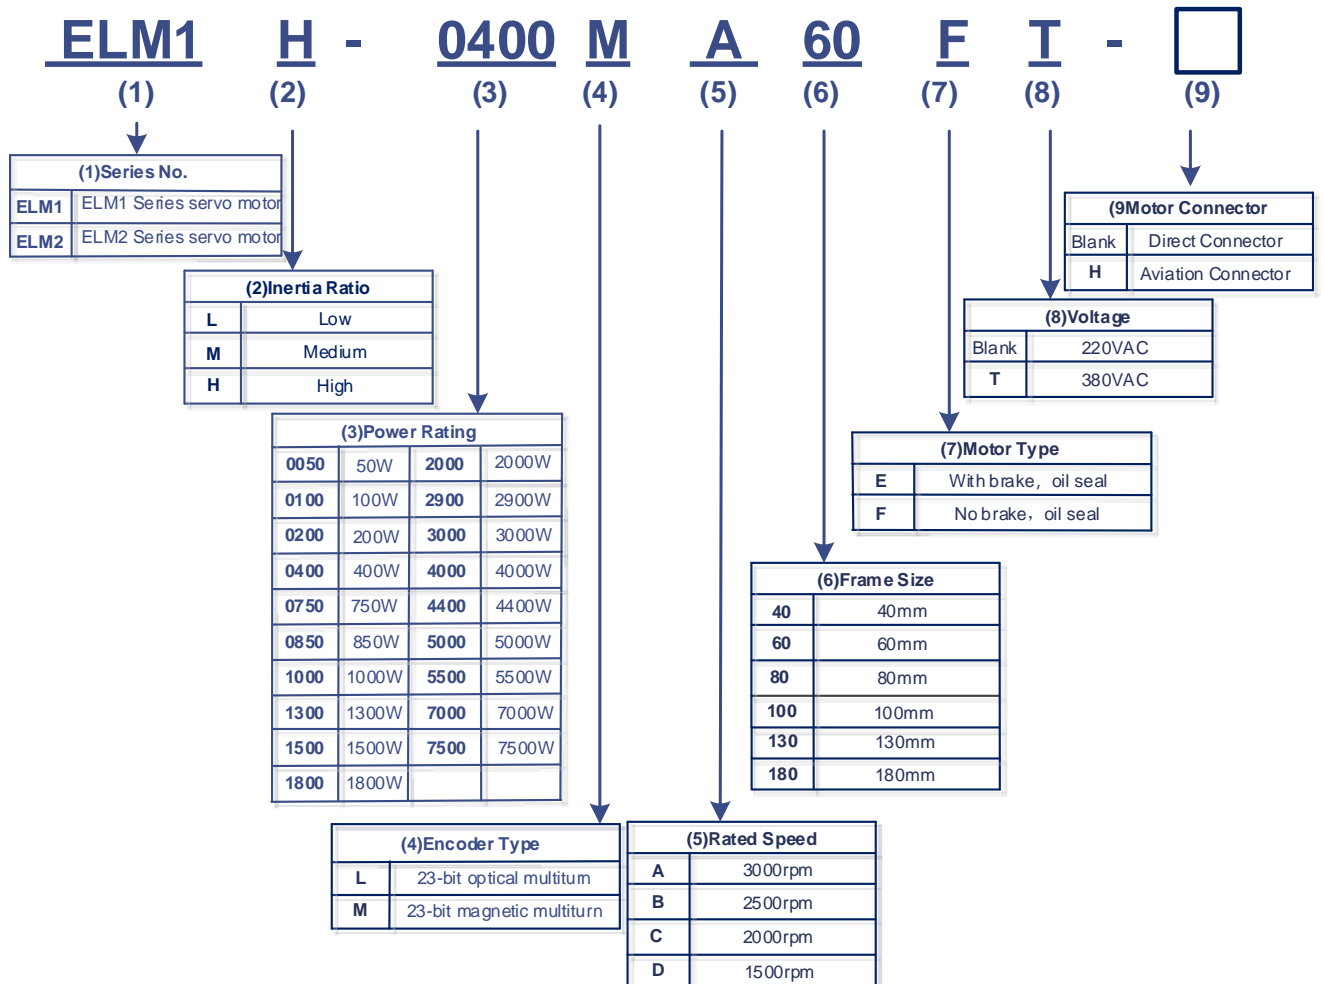 ELM1 H - 0400 M A 60 F T -
(1) (2) (3) (4) (5) (6) (7) (8) (9)
(1)Series No.
ELM1 ELM1 Series servo motor
ELM2 ELM2 Series servo motor
(2)Inertia Ratio
L Low
M Medium
H High
(3)Power Rating
0050 50W 2000 2000W
0100 100W 2900 2900W
0200 200W 3000 3000W
0400 400W 4000 4000W
0750 750W 4400 4400W
0850 850W 5000 5000W
1000 1000W 5500 5500W
1300 1300W 7000 7000W
1500 1500W 7500 7500W
1800 1800W
(4)Encoder Type
L 23-bit optical multiturn
M 23-bit magnetic multiturn
(5)Rated Speed
A 3000rpm
B 2500rpm
C 2000rpm
D 1500rpm
(6)Frame Size
40 40mm
60 60mm
80 80mm
100 100mm
130 130mm
180 180mm
(7)Motor Type
E With brake，oil seal
F No brake，oil seal
(8)Voltage
Blank 220VAC
T 380VAC
(9Motor Connector
Blank Direct Connector
H Aviation Connector